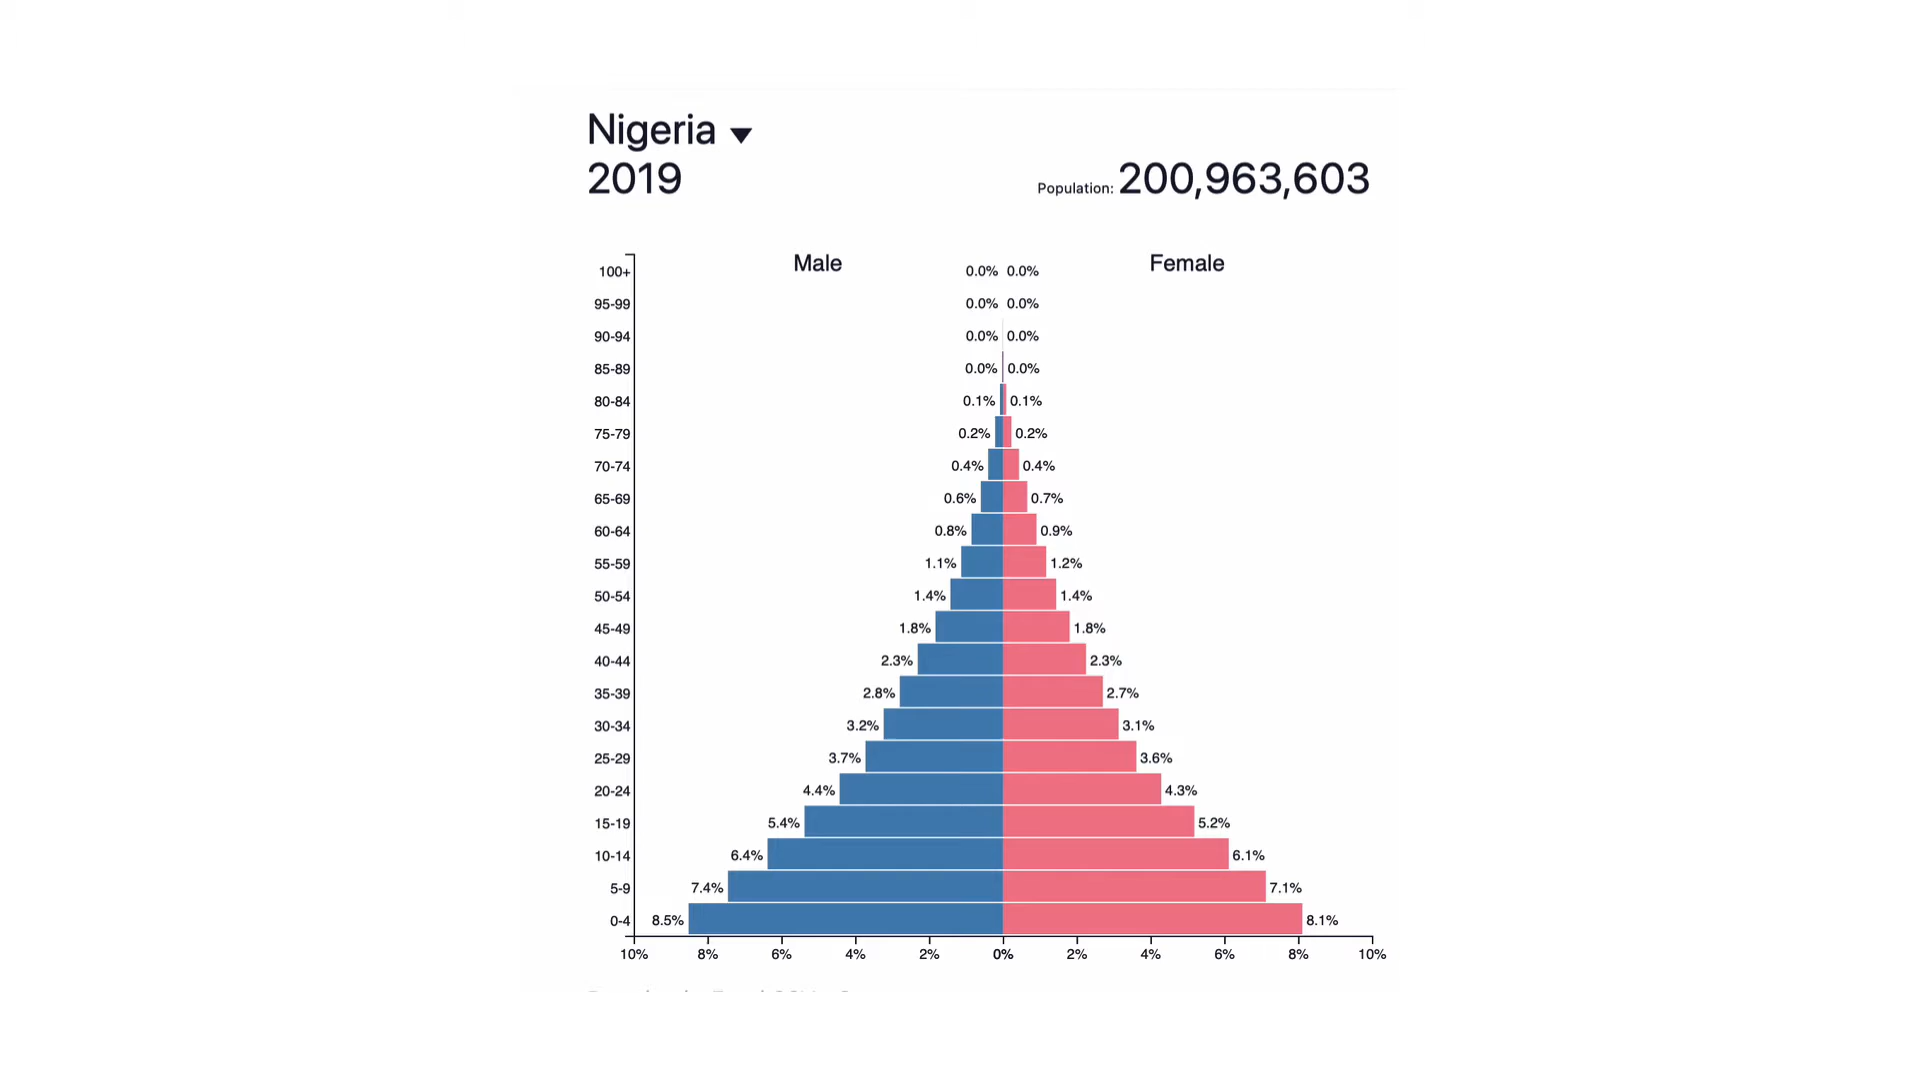 Nigeria
2019
Population: 200,963,603
Male Female
100+ 0.0% 0.0%
95-99 0.0% 0.0%
90-94 0.0% 0.0%
85-89 0.0% 0.0%
80-84 0.1% 0.1%
75-79 0.2% 0.2%
70-74 0.4% 0.4%
65-69 0.6% 0.7%
60-64 0.8% 0.9%
55-59 1.1% 1.2%
50-54 1.4% 1.4%
45-49 1.8% 1.8%
40-44 2.3% 2.3%
35-39 2.8% 2.7%
30-34 3.2% 3.1%
25-29 3.7% 3.6%
20-24 4.4% 4.3%
15-19 5.4% 5.2%
10-14 6.4% 6.1%
5-9 7.4% 7.1%
0-4 8.5% 8.1%
10% 8% 6% 4% 2% 0% 2% 4% 6% 8% 10%